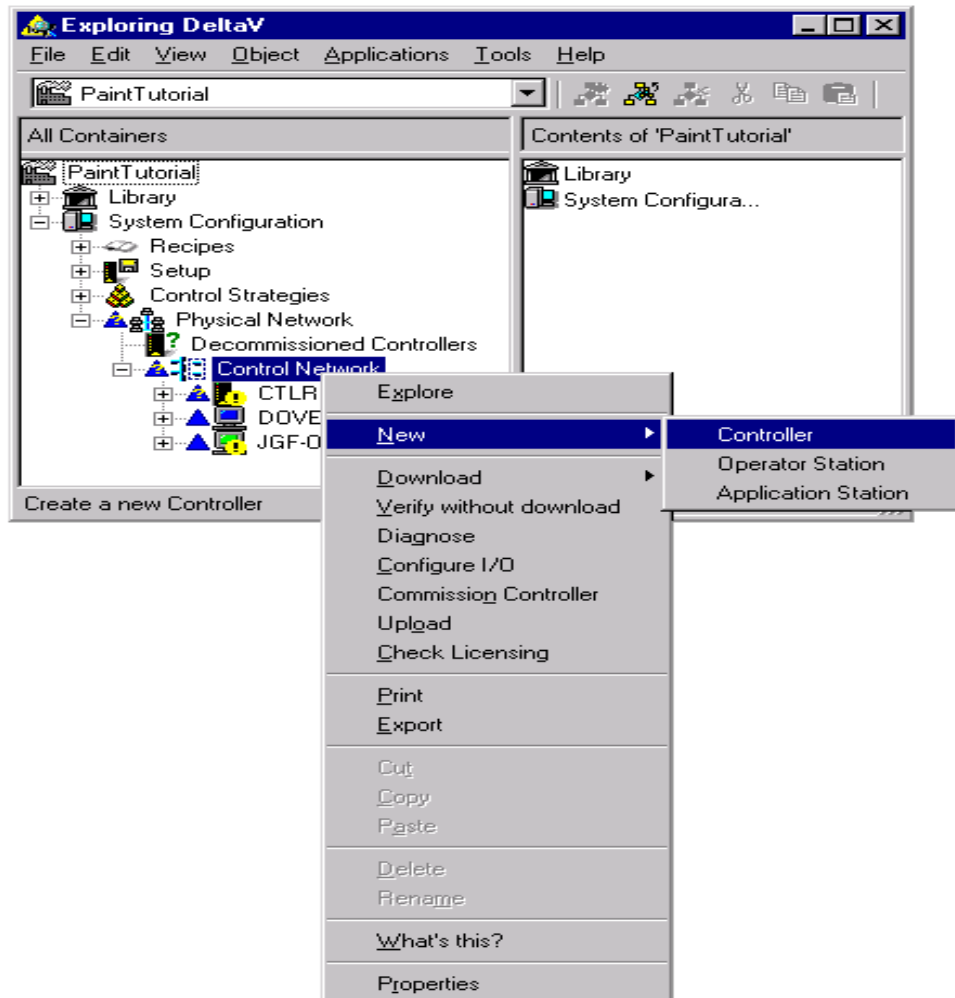 Exploring DeltaV
File Edit View Object Applications Tools Help
PaintTutorial
All Containers
Contents of 'PaintTutorial'
PaintTutorial
Library
System Configuration
Recipes
Setup
Control Strategies
Physical Network
Decommissioned Controllers
Control Network
CTLR
DOVE
JGF-O
Library
System Configura...
Create a new Controller
Explore
New
Download
Verify without download
Diagnose
Configure I/O
Commission Controller
Upload
Check Licensing
Print
Export
Cut
Copy
Paste
Delete
Rename
What's this?
Properties
Controller
Operator Station
Application Station